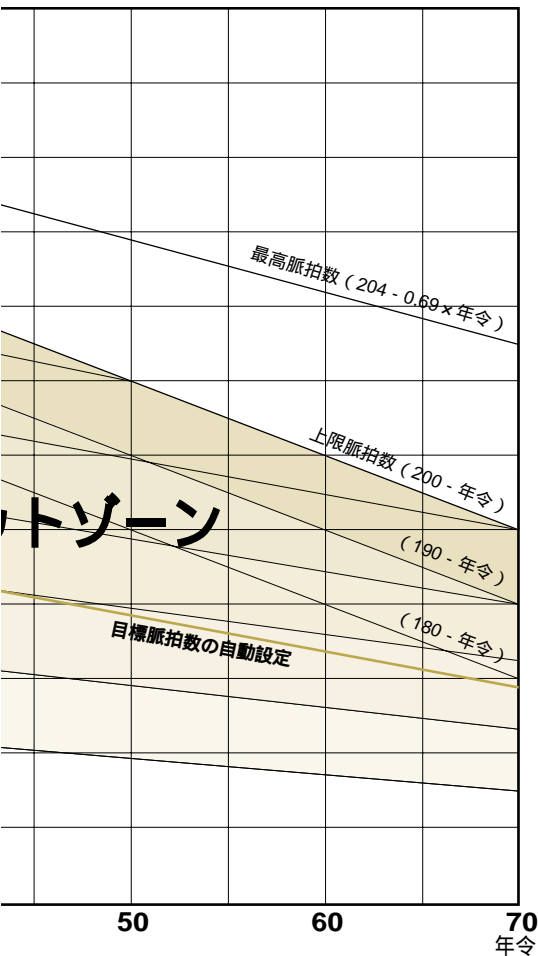 最高脈拍数（204 - 0.69×年令）
上限脈拍数（200 - 年令）
トゾーン
（190 - 年令）
（180 - 年令）
目標脈拍数の自動設定
50 60 70
年令